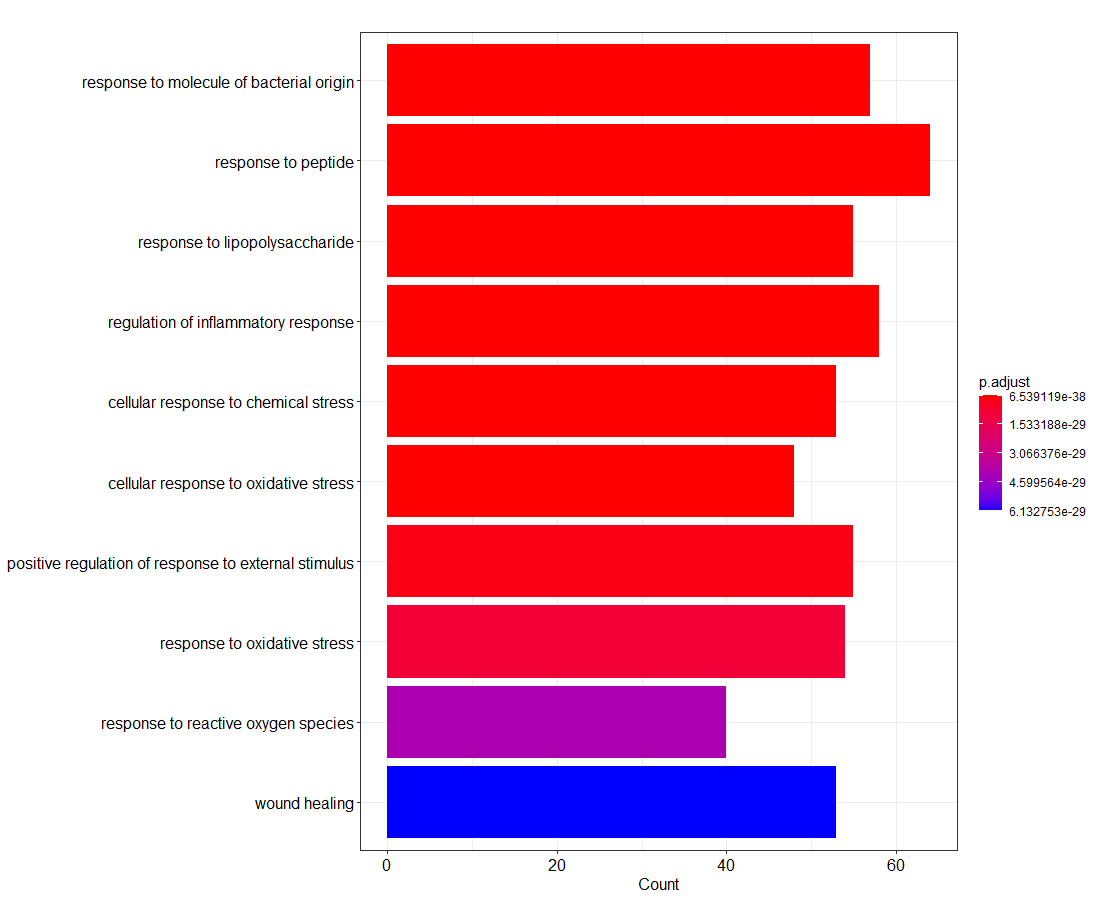 response to molecule of bacterial origin
response to peptide
response to lipopolysaccharide
regulation of inflammatory response
cellular response to chemical stress
cellular response to oxidative stress
positive regulation of response to external stimulus
response to oxidative stress
response to reactive oxygen species
wound healing
0 20 40 60
Count
p.adjust
6.539119e-38
1.533188e-29
3.066376e-29
4.599564e-29
6.132753e-29